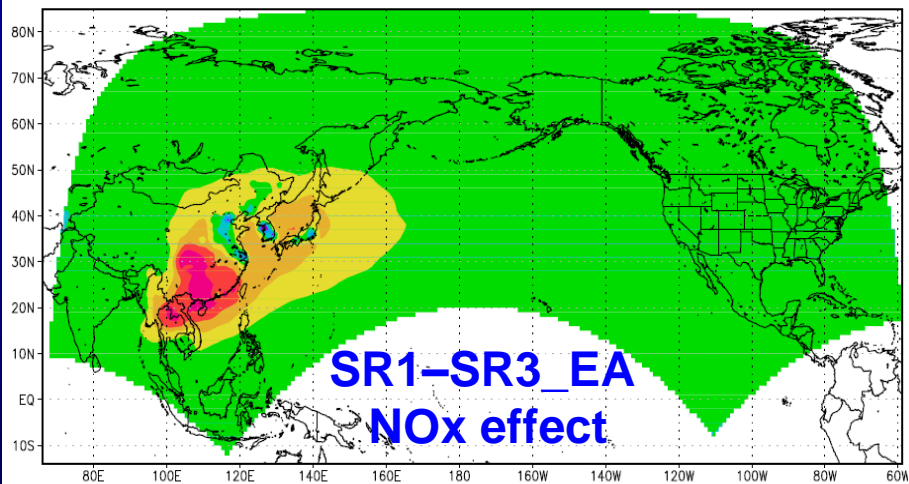 80N
70N
60N
50N
40N
30N
20N
10N
EQ
10S
SR1–SR3_EA
NOx effect
80E 100E 120E 140E 160E 180 160W 140W 120W 100W 80W 60W